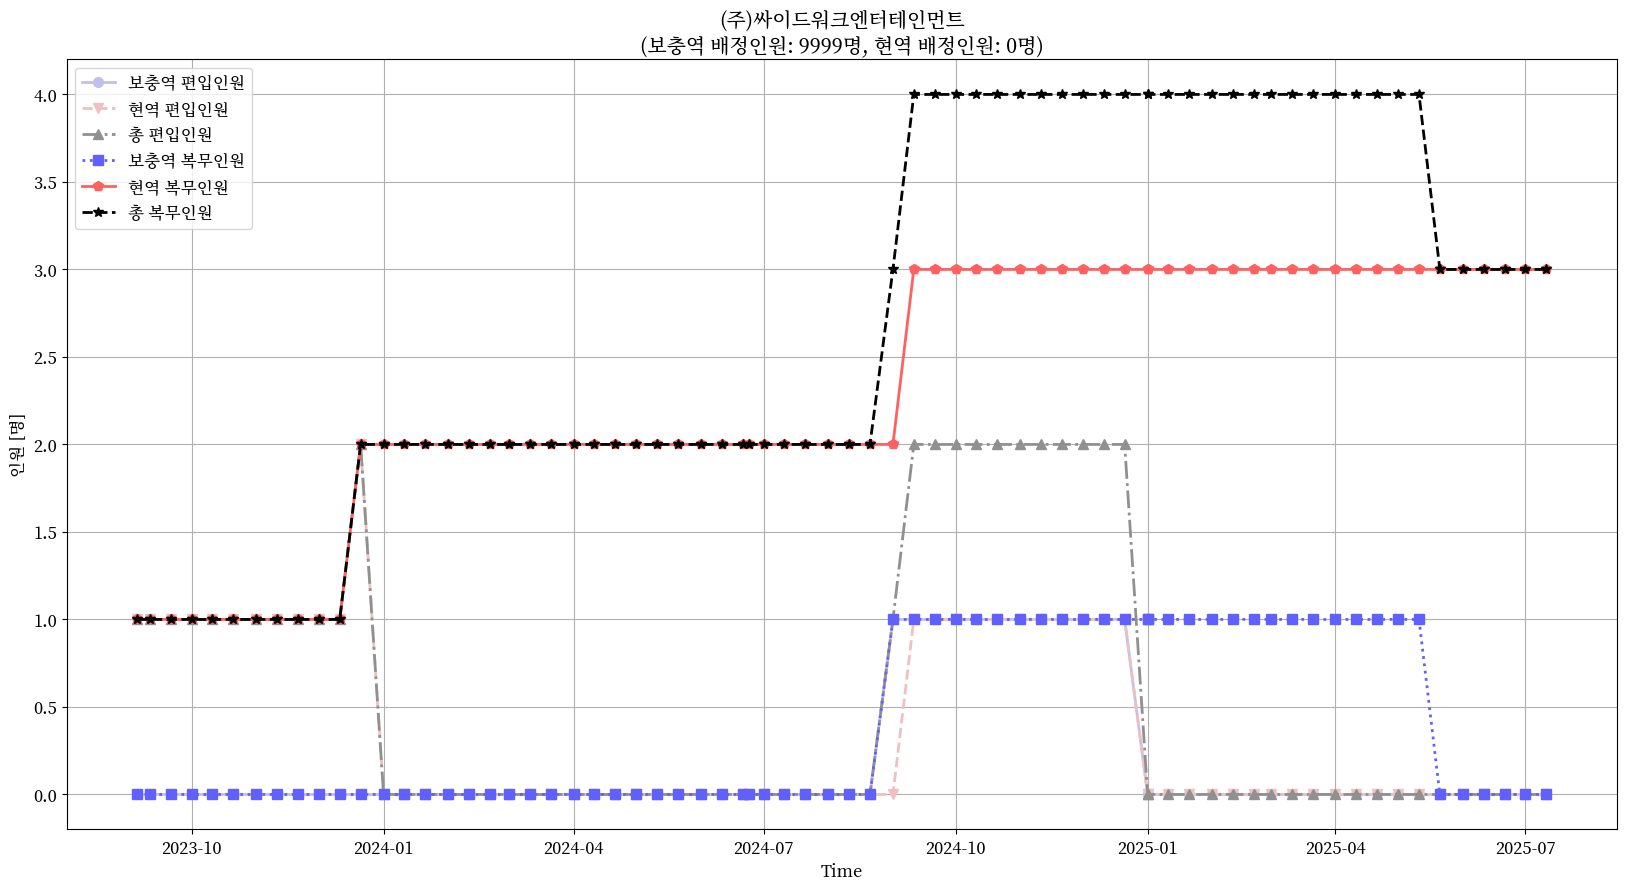 (주)싸이드워크엔터테인먼트
(보충역 배정인원: 9999명, 현역 배정인원: 0명)
보충역 편입인원
현역 편입인원
총 편입인원
보충역 복무인원
현역 복무인원
총 복무인원
4.0
3.5
3.0
2.5
2.0
1.5
1.0
0.5
0.0
인원 [명]
2023-10 2024-01 2024-04 2024-07 2024-10 2025-01 2025-04 2025-07
Time